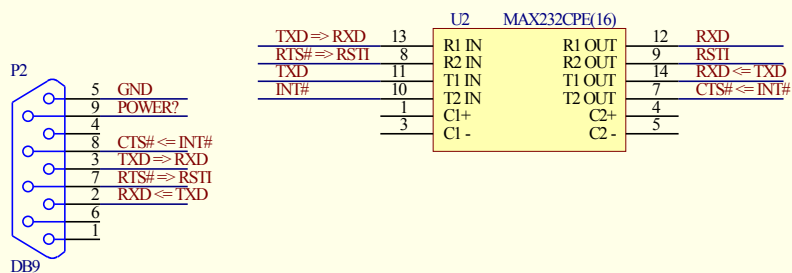 U2 MAX232CPE(16)
TXD => RXD 13 R1 IN R1 OUT 12 RXD
RTS# => RSTI 8 R2 IN R2 OUT 9 RSTI
TXD 11 T1 IN T1 OUT 14 RXD <= TXD
INT# 10 T2 IN T2 OUT 7 CTS# <= INT#
1 C1+ C2+ 4
3 C1 - C2 - 5
P2
5 GND
9 POWER?
4
8 CTS# <= INT#
3 TXD => RXD
7 RTS# => RSTI
2 RXD <= TXD
6
1
DB9